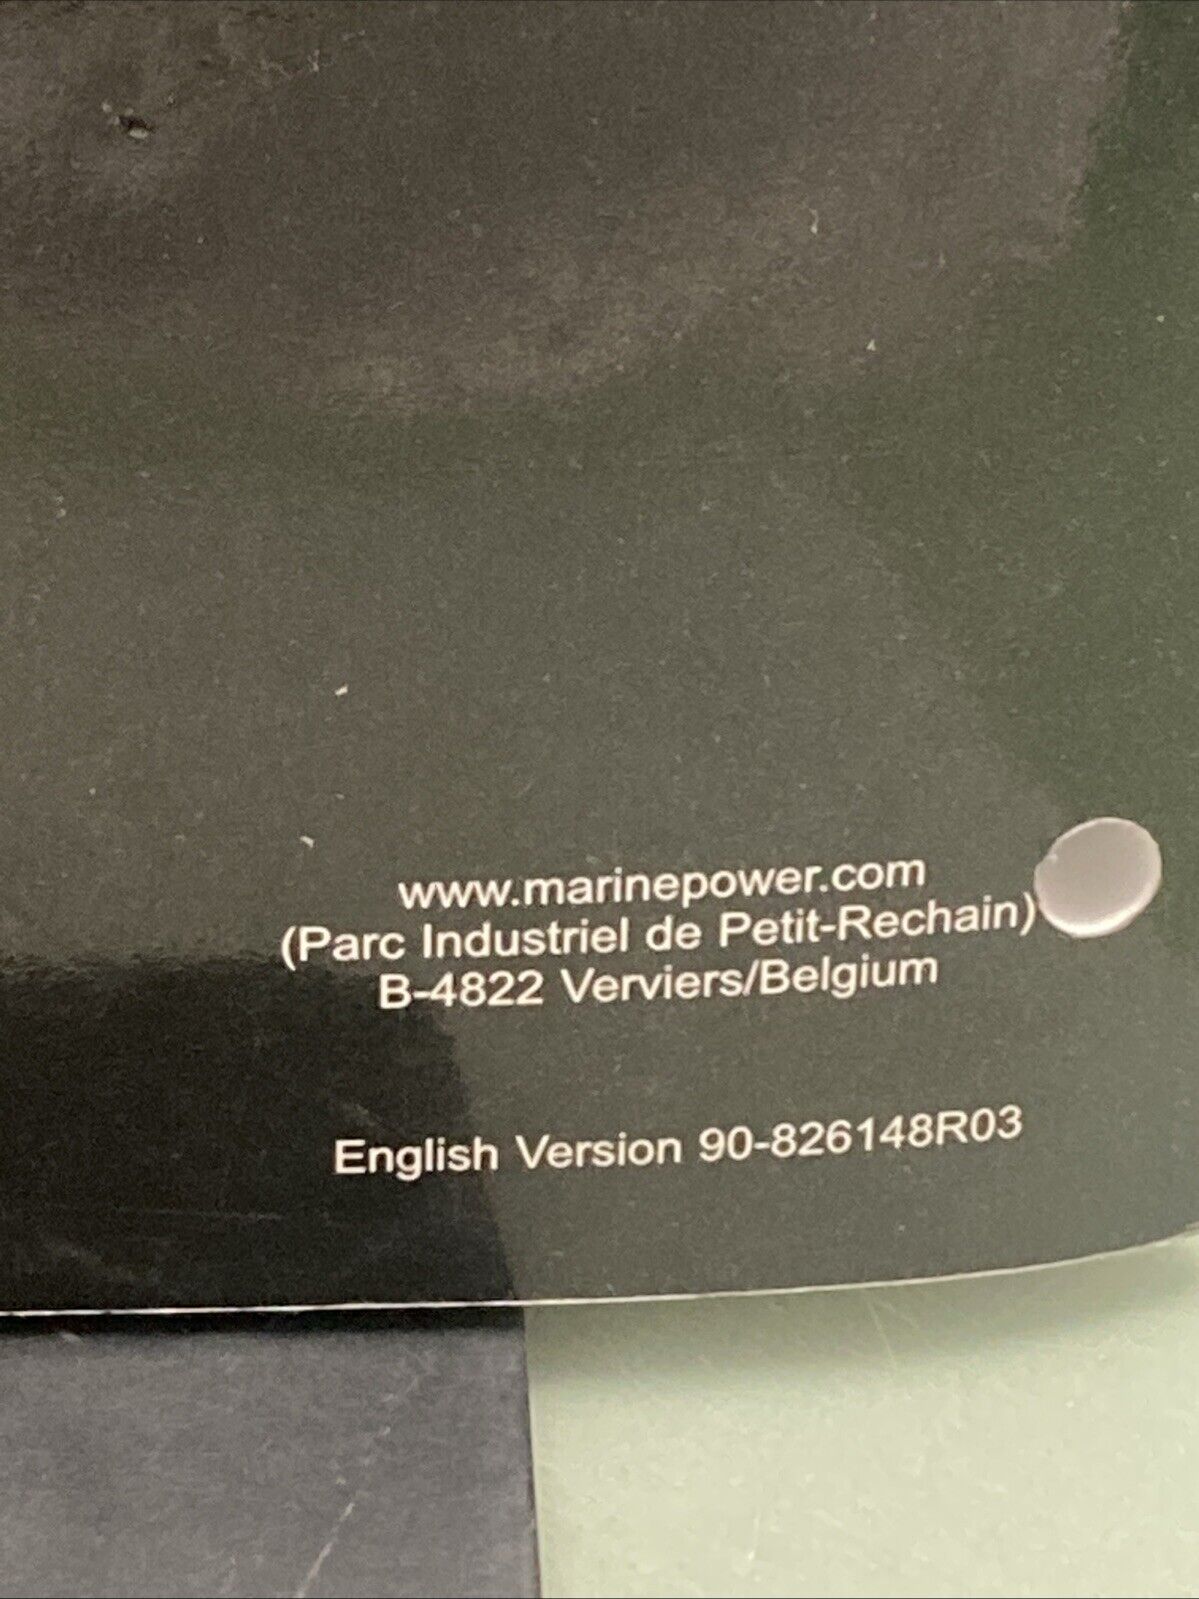 www.marinepower.com
(Parc Industriel de Petit-Rechain)
B-4822 Verviers/Belgium
English Version 90-826148R03